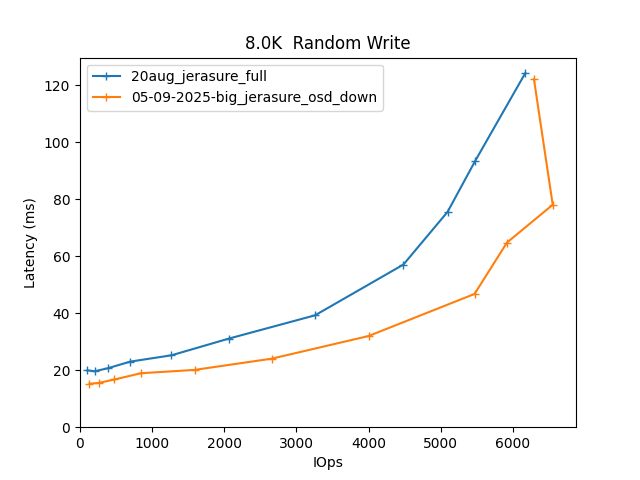 8.0K  Random Write
20aug_jerasure_full
05-09-2025-big_jerasure_osd_down
Latency (ms)
120
100
80
60
40
20
0
0 1000 2000 3000 4000 5000 6000
IOps